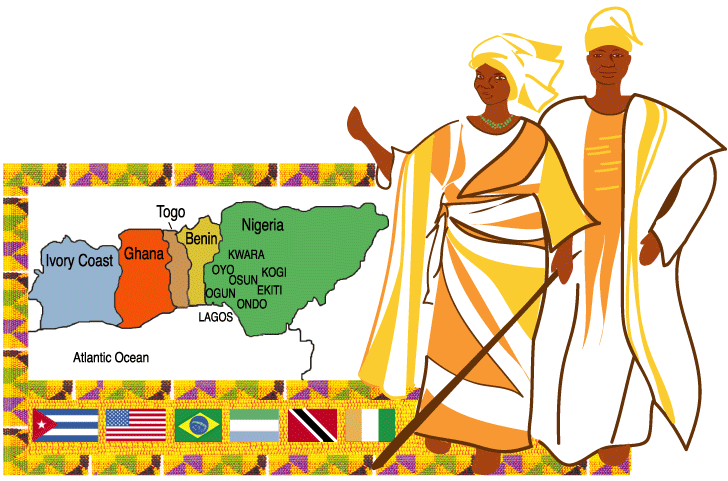 Togo
Nigeria
Benin
Ghana
Ivory Coast
KWARA
OYO
KOGI
OSUN
EKITI
OGUN
ONDO
LAGOS
Atlantic Ocean